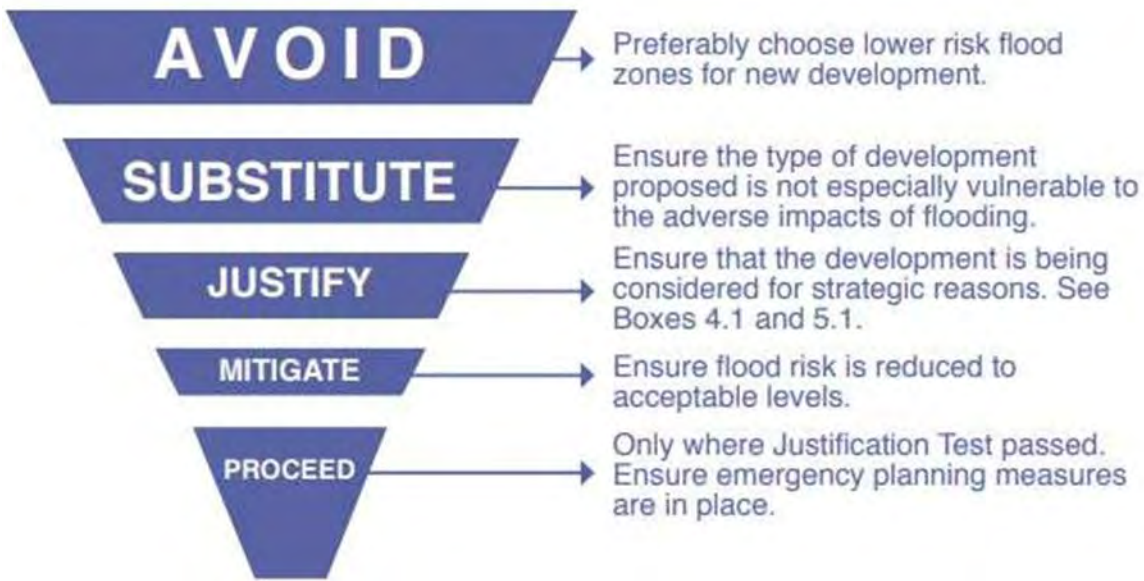 AVOID
Preferably choose lower risk flood
zones for new development.
SUBSTITUTE
Ensure the type of development
proposed is not especially vulnerable to
the adverse impacts of flooding.
JUSTIFY
Ensure that the development is being
considered for strategic reasons. See
Boxes 4.1 and 5.1.
MITIGATE
Ensure flood risk is reduced to
acceptable levels.
PROCEED
Only where Justification Test passed.
Ensure emergency planning measures
are in place.